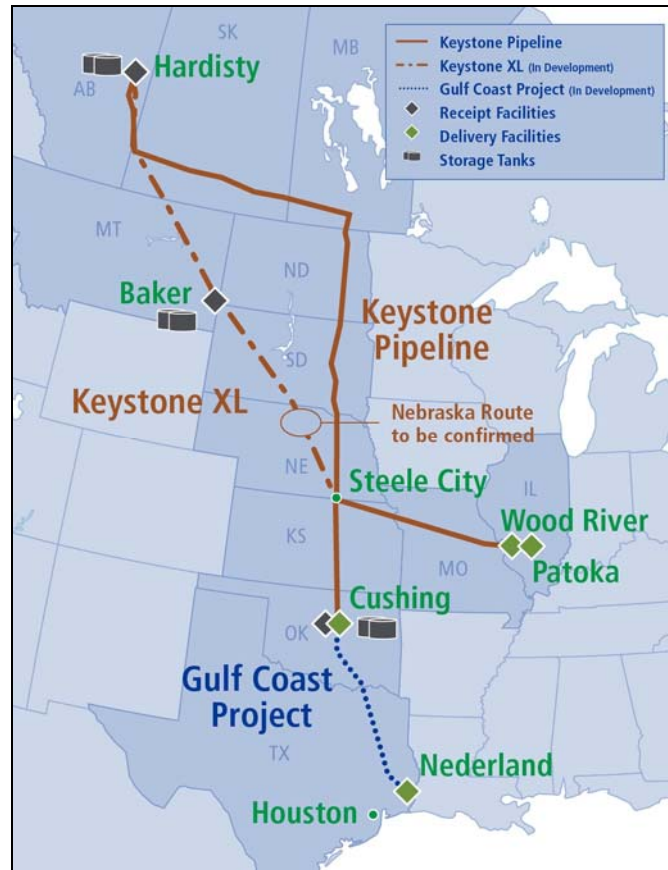 SK
MB
AB
Hardisty
Keystone Pipeline
Keystone XL (In Development)
Gulf Coast Project (In Development)
Receipt Facilities
Delivery Facilities
Storage Tanks
MT
ND
Baker
SD
Keystone
Pipeline
Keystone XL
Nebraska Route
to be confirmed
NE
Steele City
IL
Wood River
KS
MO
Patoka
Cushing
OK
Gulf Coast
Project
TX
Nederland
Houston